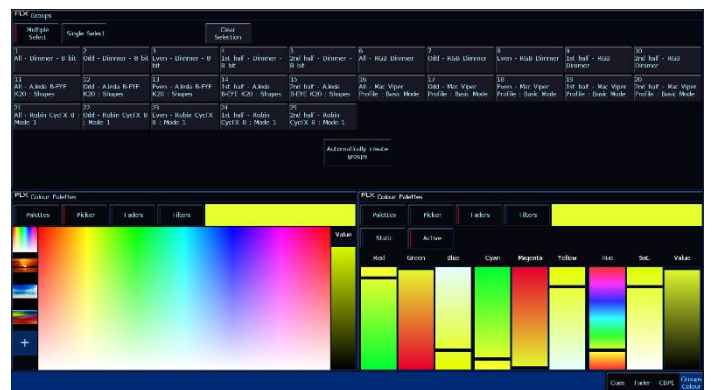 FLX Groups
Multiple Select
Single Select
Clear Selection
1
All - Dimmer - 8 bit
2
Odd - Dimmer - 8 bit
3
Even - Dimmer - 8 bit
4
1st half - Dimmer - 8 bit
5
2nd half - Dimmer - 8 bit
6
All - RGB Dimmer
7
Odd - RGB Dimmer
8
Even - RGB Dimmer
9
1st half - RGB Dimmer
10
2nd half - RGB Dimmer
11
All - A.leda B-EYE K20 : Shapes
12
Odd - A.leda B-EYE K20 : Shapes
13
Even - A.leda B-EYE K20 : Shapes
14
1st half - A.leda B-EYE K20 : Shapes
15
2nd half - A.leda B-EYE K20 : Shapes
16
All - Mac Viper Profile : Basic Mode
17
Odd - Mac Viper Profile : Basic Mode
18
Even - Mac Viper Profile : Basic Mode
19
1st half - Mac Viper Profile : Basic Mode
20
2nd half - Mac Viper Profile : Basic Mode
21
All - Robin CyclFX 8 : Mode 1
22
Odd - Robin CyclFX 8 : Mode 1
23
Even - Robin CyclFX 8 : Mode 1
24
1st half - Robin CyclFX 8 : Mode 1
25
2nd half - Robin CyclFX 8 : Mode 1
Automatically create groups
FLX Colour Palettes
Palettes
Picker
Faders
Filters
Value
+
FLX Colour Palettes
Palettes
Picker
Faders
Filters
Static
Active
Red
Green
Blue
Cyan
Magenta
Yellow
Hue
Sat.
Value
Cues
Fader
CBPE
Groups Colour